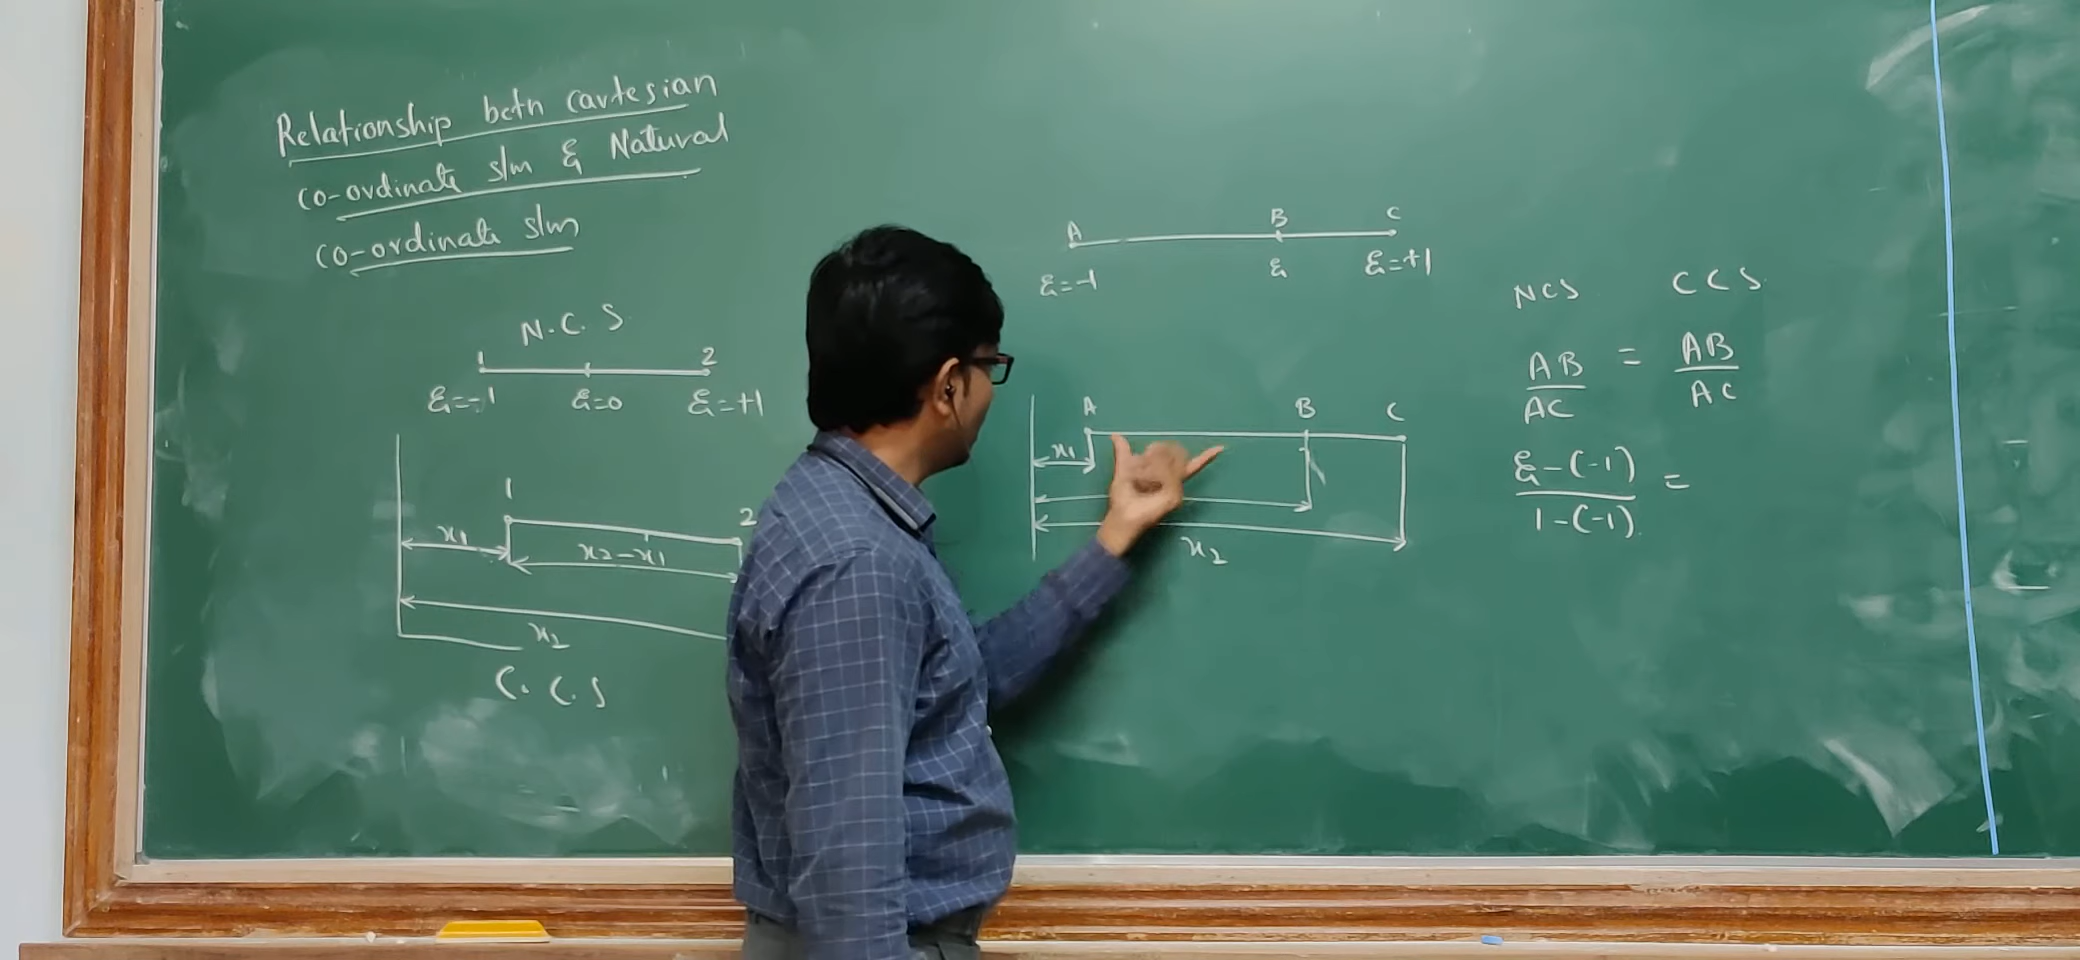 Relationship betn Cartesian
co-ordinate s/m & Natural
co-ordinate s/m
N.C.S
1 2
ξ=-1 ξ=0 ξ=+1
1 2
x1 x2-x1
x2
C.C.S
A B C
ξ=-1 ξ ξ=+1
A B C
x1
x2
NCS CCS
AB/AC = AB/AC
ξ-(-1)/1-(-1) =